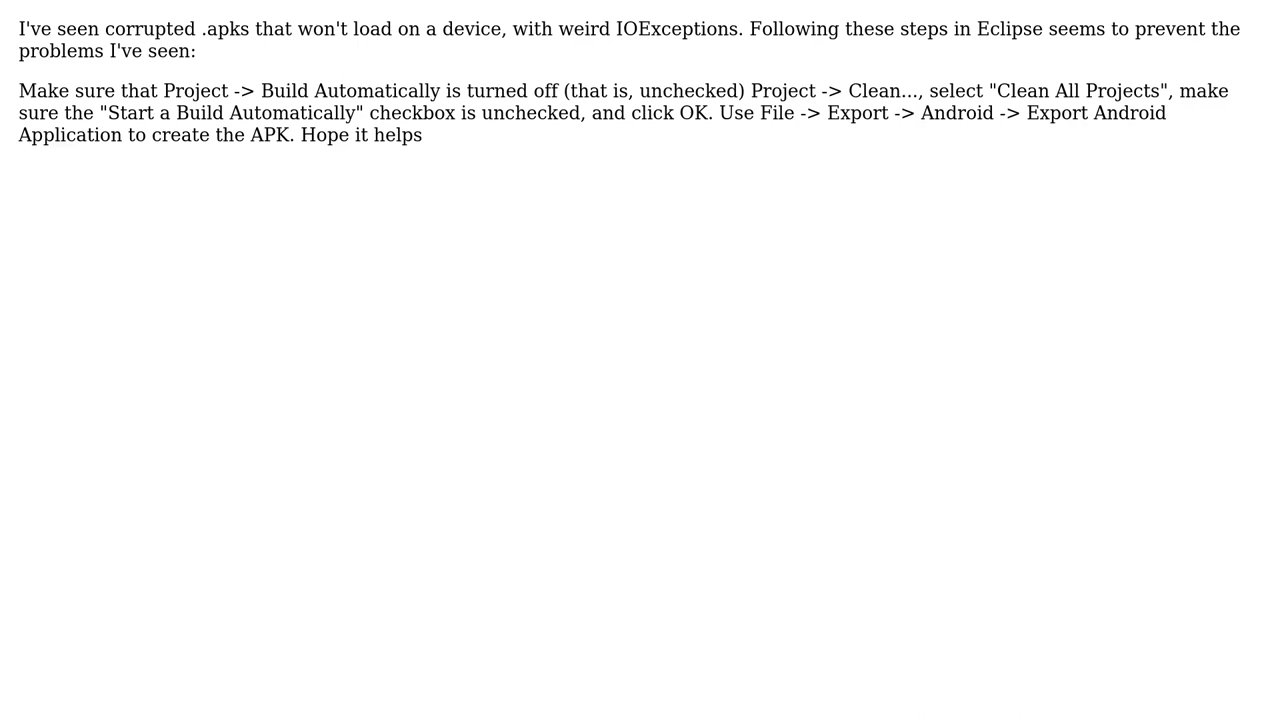 I've seen corrupted .apks that won't load on a device, with weird IOExceptions. Following these steps in Eclipse seems to prevent the
problems I've seen:
Make sure that Project -> Build Automatically is turned off (that is, unchecked) Project -> Clean..., select "Clean All Projects", make
sure the "Start a Build Automatically" checkbox is unchecked, and click OK. Use File -> Export -> Android -> Export Android
Application to create the APK. Hope it helps